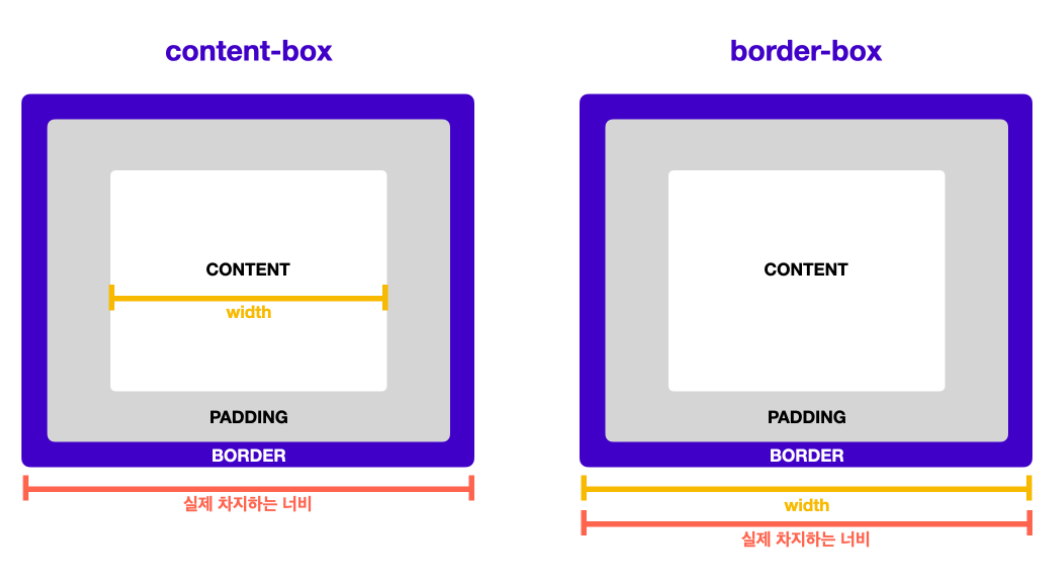 content-box
CONTENT
width
PADDING
BORDER
실제 차지하는 너비
border-box
CONTENT
PADDING
BORDER
width
실제 차지하는 너비